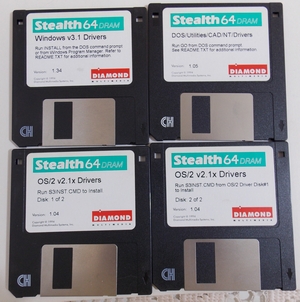 Stealth 64 DRAM
Windows v3.1 Drivers
Run INSTALL from the DOS command prompt
or from Windows Program Manager. Refer to
README.TXT for additional information.
Version: 1.34
DIAMOND
MULTIMEDIA
Stealth 64 DRAM
DOS/Utilities/CAD/NT/Drivers
Run GO from DOS command prompt.
See README.TXT for additional information.
Version: 1.05
DIAMOND
MULTIMEDIA
Stealth 64 DRAM
OS/2 v2.1x Drivers
Run S3INST.CMD to Install
Disk: 1 of 2
Version: 1.04
DIAMOND
MULTIMEDIA
Stealth 64 DRAM
OS/2 v2.1x Drivers
Run S3INST.CMD from OS/2 Driver Disk#1
to Install.
Disk: 2 of 2
Version: 1.04
DIAMOND
MULTIMEDIA